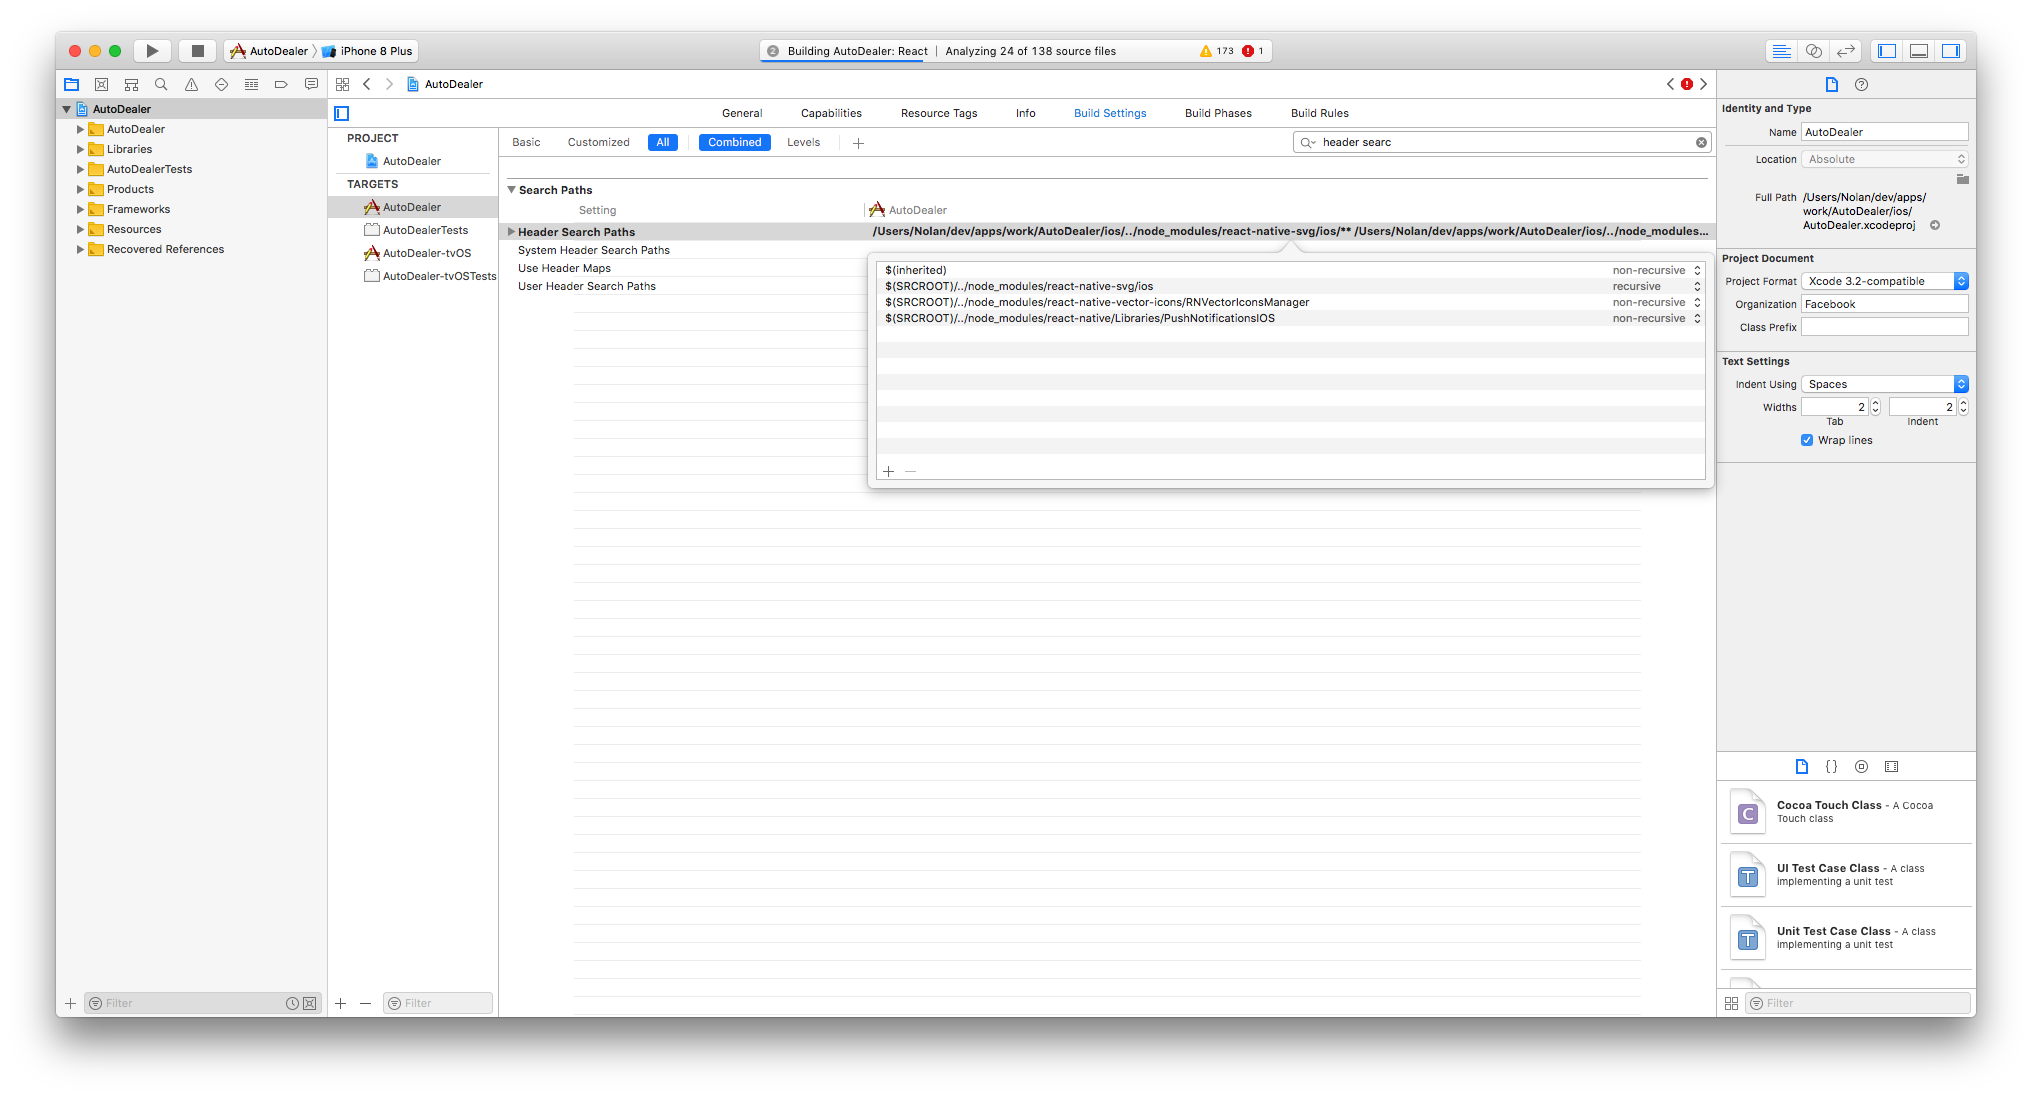 AutoDealer 〉 iPhone 8 Plus
2 Building AutoDealer: React | Analyzing 24 of 138 source files 173 1
AutoDealer
AutoDealer
AutoDealer
Libraries
AutoDealerTests
Products
Frameworks
Resources
Recovered References
Filter
General Capabilities Resource Tags Info Build Settings Build Phases Build Rules
PROJECT
AutoDealer
TARGETS
AutoDealer
AutoDealerTests
AutoDealer-tvOS
AutoDealer-tvOSTests
Filter
Basic Customized All Combined Levels
header searc
Search Paths
Setting AutoDealer
Header Search Paths /Users/Nolan/dev/apps/work/AutoDealer/ios/../node_modules/react-native-svg/ios/** /Users/Nolan/dev/apps/work/AutoDealer/ios/../node_modules...
System Header Search Paths
Use Header Maps
User Header Search Paths
$(inherited) non-recursive
$(SRCROOT)/../node_modules/react-native-svg/ios recursive
$(SRCROOT)/../node_modules/react-native-vector-icons/RNVectorIconsManager non-recursive
$(SRCROOT)/../node_modules/react-native/Libraries/PushNotificationsIOS non-recursive
Identity and Type
Name AutoDealer
Location Absolute
Full Path /Users/Nolan/dev/apps/
work/AutoDealer/ios/
AutoDealer.xcodeproj
Project Document
Project Format Xcode 3.2-compatible
Organization Facebook
Class Prefix
Text Settings
Indent Using Spaces
Widths 2 2
Tab Indent
Wrap lines
{}
C
Cocoa Touch Class - A Cocoa
Touch class
T
UI Test Case Class - A class
implementing a unit test
T
Unit Test Case Class - A class
implementing a unit test
Filter